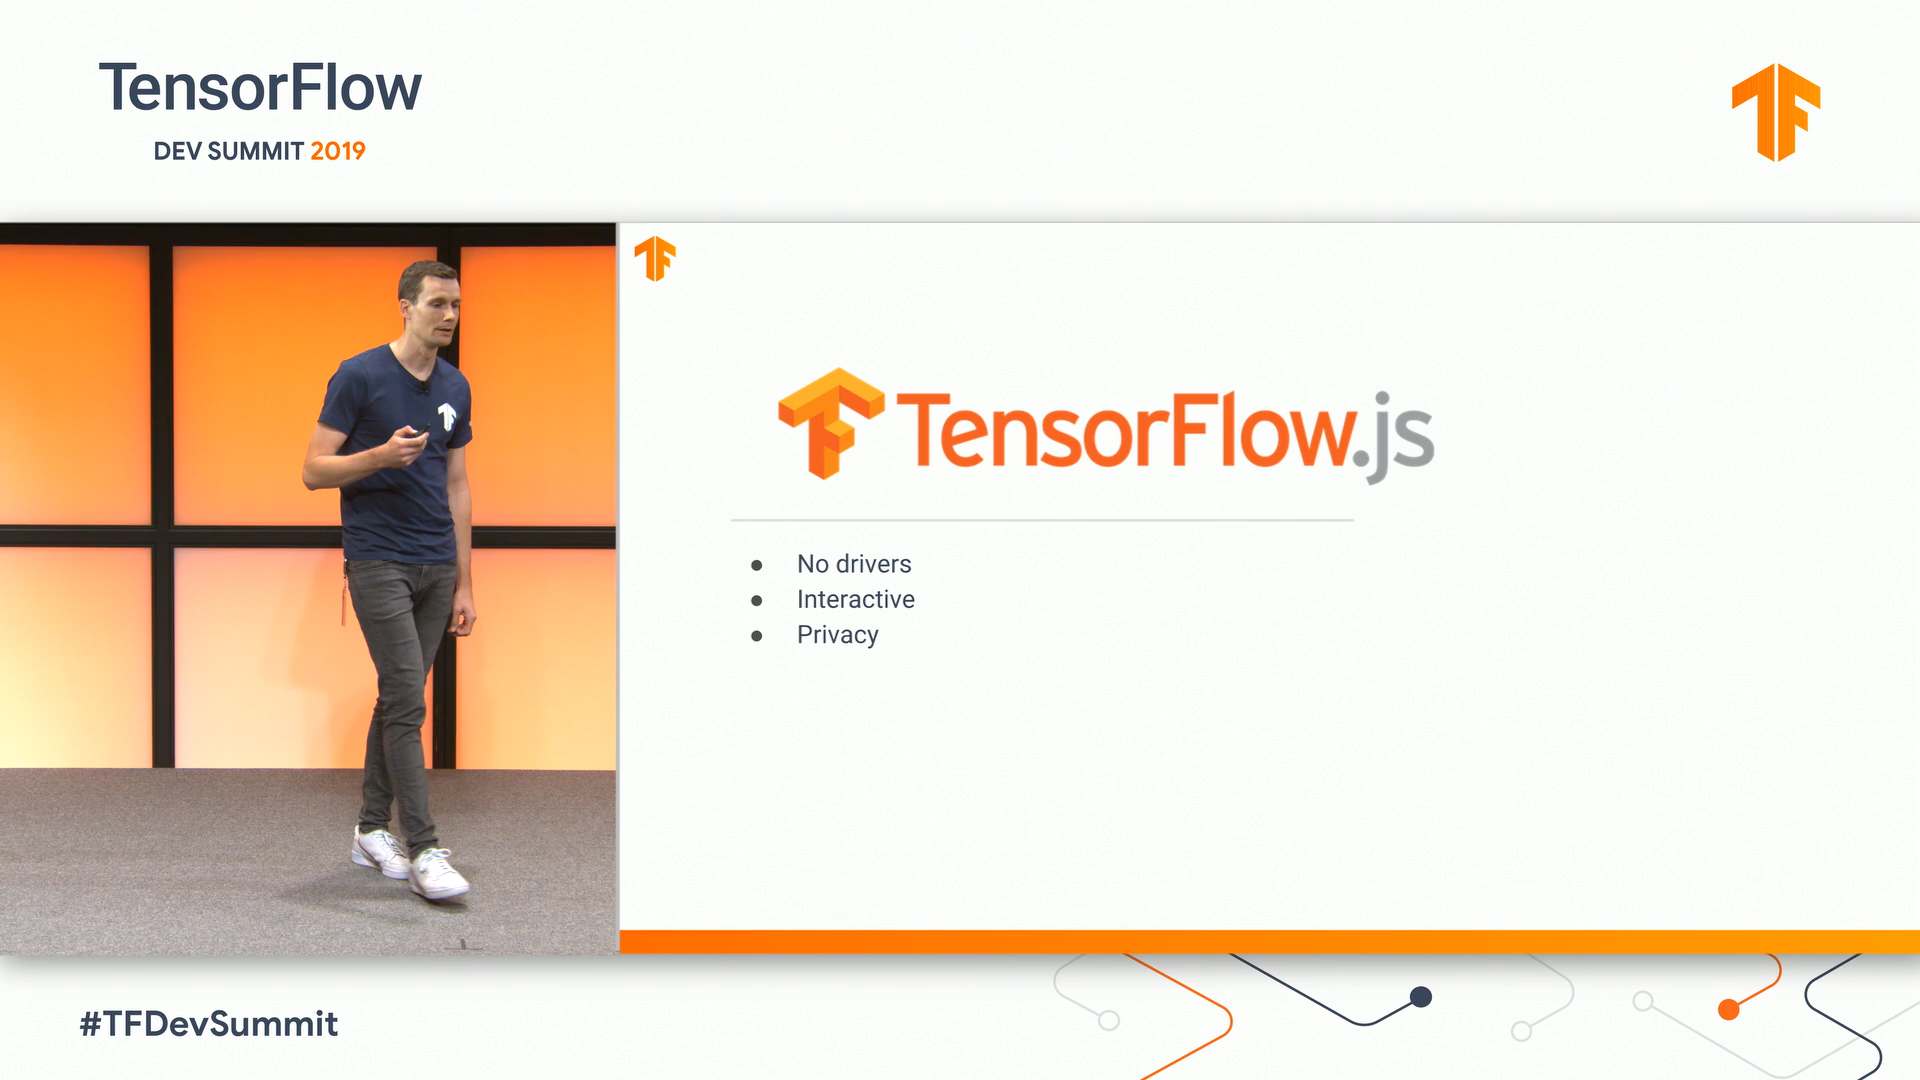 TensorFlow
DEV SUMMIT 2019
TensorFlow.js
● No drivers
● Interactive
● Privacy
#TFDevSummit